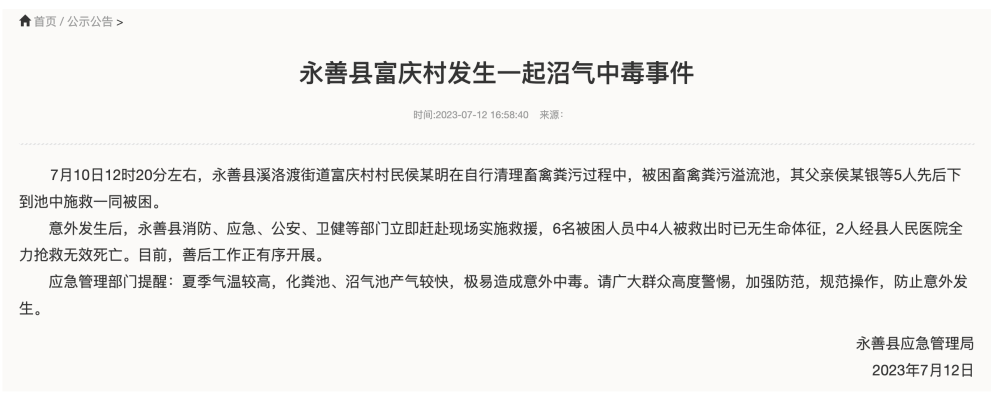 首页 / 公示公告 >
永善县富庆村发生一起沼气中毒事件
时间:2023-07-12 16:58:40 来源:
7月10日12时20分左右，永善县溪洛渡街道富庆村村民侯某明在自行清理畜禽粪污过程中，被困畜禽粪污溢流池，其父亲侯某银等5人先后下
到池中施救一同被困。
意外发生后，永善县消防、应急、公安、卫健等部门立即赶赴现场实施救援，6名被困人员中4人被救出时已无生命体征，2人经县人民医院全
力抢救无效死亡。目前，善后工作正有序开展。
应急管理部门提醒：夏季气温较高，化粪池、沼气池产气较快，极易造成意外中毒。请广大群众高度警惕，加强防范，规范操作，防止意外发
生。
永善县应急管理局
2023年7月12日